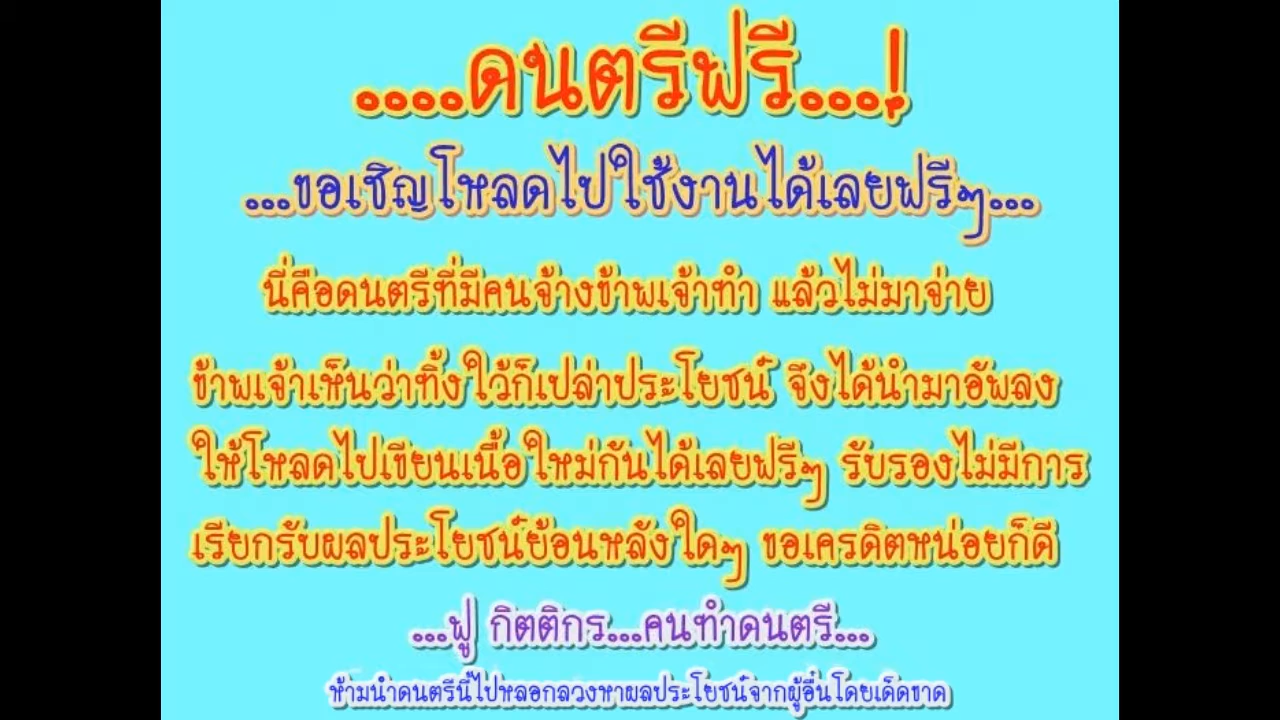 ....ดนตรีฟรี...!
...ขอเชิญโหลดไปใช้งานได้เลยฟรีๆ...
นี่คือดนตรีที่มีคนจ้างข้าพเจ้าทำ แล้วไม่มาจ่าย
ข้าพเจ้าเห็นว่าทิ้งใว้ก็เปล่าประโยชน์ จึงได้นำมาอัพลง
ให้โหลดไปเขียนเนื้อใหม่กันได้เลยฟรีๆ รับรองไม่มีการ
เรียกรับผลประโยชน์ย้อนหลังใดๆ ขอเครดิตหน่อยก็ดี
...ฟู กิตติกร...คนทำดนตรี...
ห้ามนำดนตรีนี้ไปหลอกลวงหาผลประโยชน์จากผู้อื่นโดยเด็ดขาด